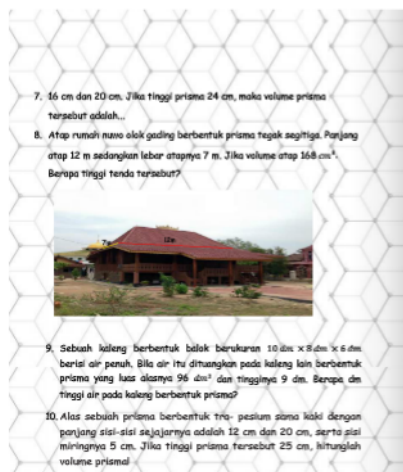 7. 16 cm dan 20 cm. Jika tinggi prisma 24 cm, maka volume prisma
tersebut adalah...
8. Atap rumah nuwo olok gading berbentuk prisma tegak segitiga. Panjang
atap 12 m sedangkan lebar atapnya 7 m. Jika volume atap 168 cm³.
Berapa tinggi tenda tersebut?
7m 12m
9. Sebuah kaleng berbentuk balok berukuran 10 dm × 8 dm × 6 dm
berisi air penuh. Bila air itu dituangkan pada kaleng lain berbentuk
prisma yang luas alasnya 96 dm² dan tingginya 9 dm. Berapa dm
tinggi air pada kaleng berbentuk prisma?
10. Alas sebuah prisma berbentuk tra- pesium sama kaki dengan
panjang sisi-sisi sejajarnya adalah 12 cm dan 20 cm, serta sisi
miringnya 5 cm. Jika tinggi prisma tersebut 25 cm, hitunglah
volume prisma!